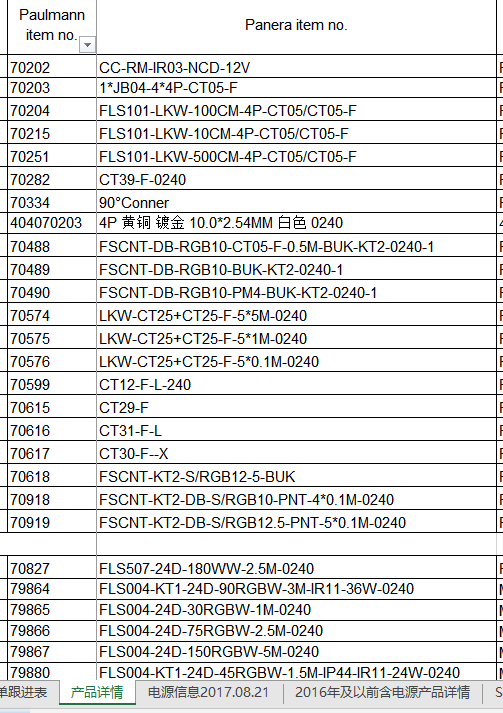 Paulmann
item no.
Panera item no.
70202 CC-RM-IR03-NCD-12V
70203 1*JB04-4*4P-CT05-F
70204 FLS101-LKW-100CM-4P-CT05/CT05-F
70215 FLS101-LKW-10CM-4P-CT05/CT05-F
70251 FLS101-LKW-500CM-4P-CT05/CT05-F
70282 CT39-F-0240
70334 90°Conner
404070203 4P 黄铜 镀金 10.0*2.54MM 白色 0240
70488 FSCNT-DB-RGB10-CT05-F-0.5M-BUK-KT2-0240-1
70489 FSCNT-DB-RGB10-BUK-KT2-0240-1
70490 FSCNT-DB-RGB10-PM4-BUK-KT2-0240-1
70574 LKW-CT25+CT25-F-5*5M-0240
70575 LKW-CT25+CT25-F-5*1M-0240
70576 LKW-CT25+CT25-F-5*0.1M-0240
70599 CT12-F-L-240
70615 CT29-F
70616 CT31-F-L
70617 CT30-F--X
70618 FSCNT-KT2-S/RGB12-5-BUK
70918 FSCNT-KT2-DB-S/RGB10-PNT-4*0.1M-0240
70919 FSCNT-KT2-DB-S/RGB12.5-PNT-5*0.1M-0240
70827 FLS507-24D-180WW-2.5M-0240
79864 FLS004-KT1-24D-90RGBW-3M-IR11-36W-0240
79865 FLS004-24D-30RGBW-1M-0240
79866 FLS004-24D-75RGBW-2.5M-0240
79867 FLS004-24D-150RGBW-5M-0240
79880 FLS004-KT1-24D-45RGBW-1.5M-IP44-IR11-24W-0240
单跟进表 产品详情 电源信息2017.08.21 2016年及以前含电源产品详情 S